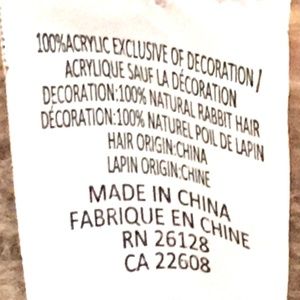 100%ACRYLIC EXCLUSIVE OF DECORATION/
ACRYLIQUE SAUF LA DÉCORATION
DECORATION:100% NATURAL RABBIT HAIR
DÉCORATION:100% NATUREL POIL DE LAPIN
HAIR ORIGIN:CHINA
LAPIN ORIGIN:CHINE
MADE IN CHINA
FABRIQUE EN CHINE
RN 26128
CA 22608